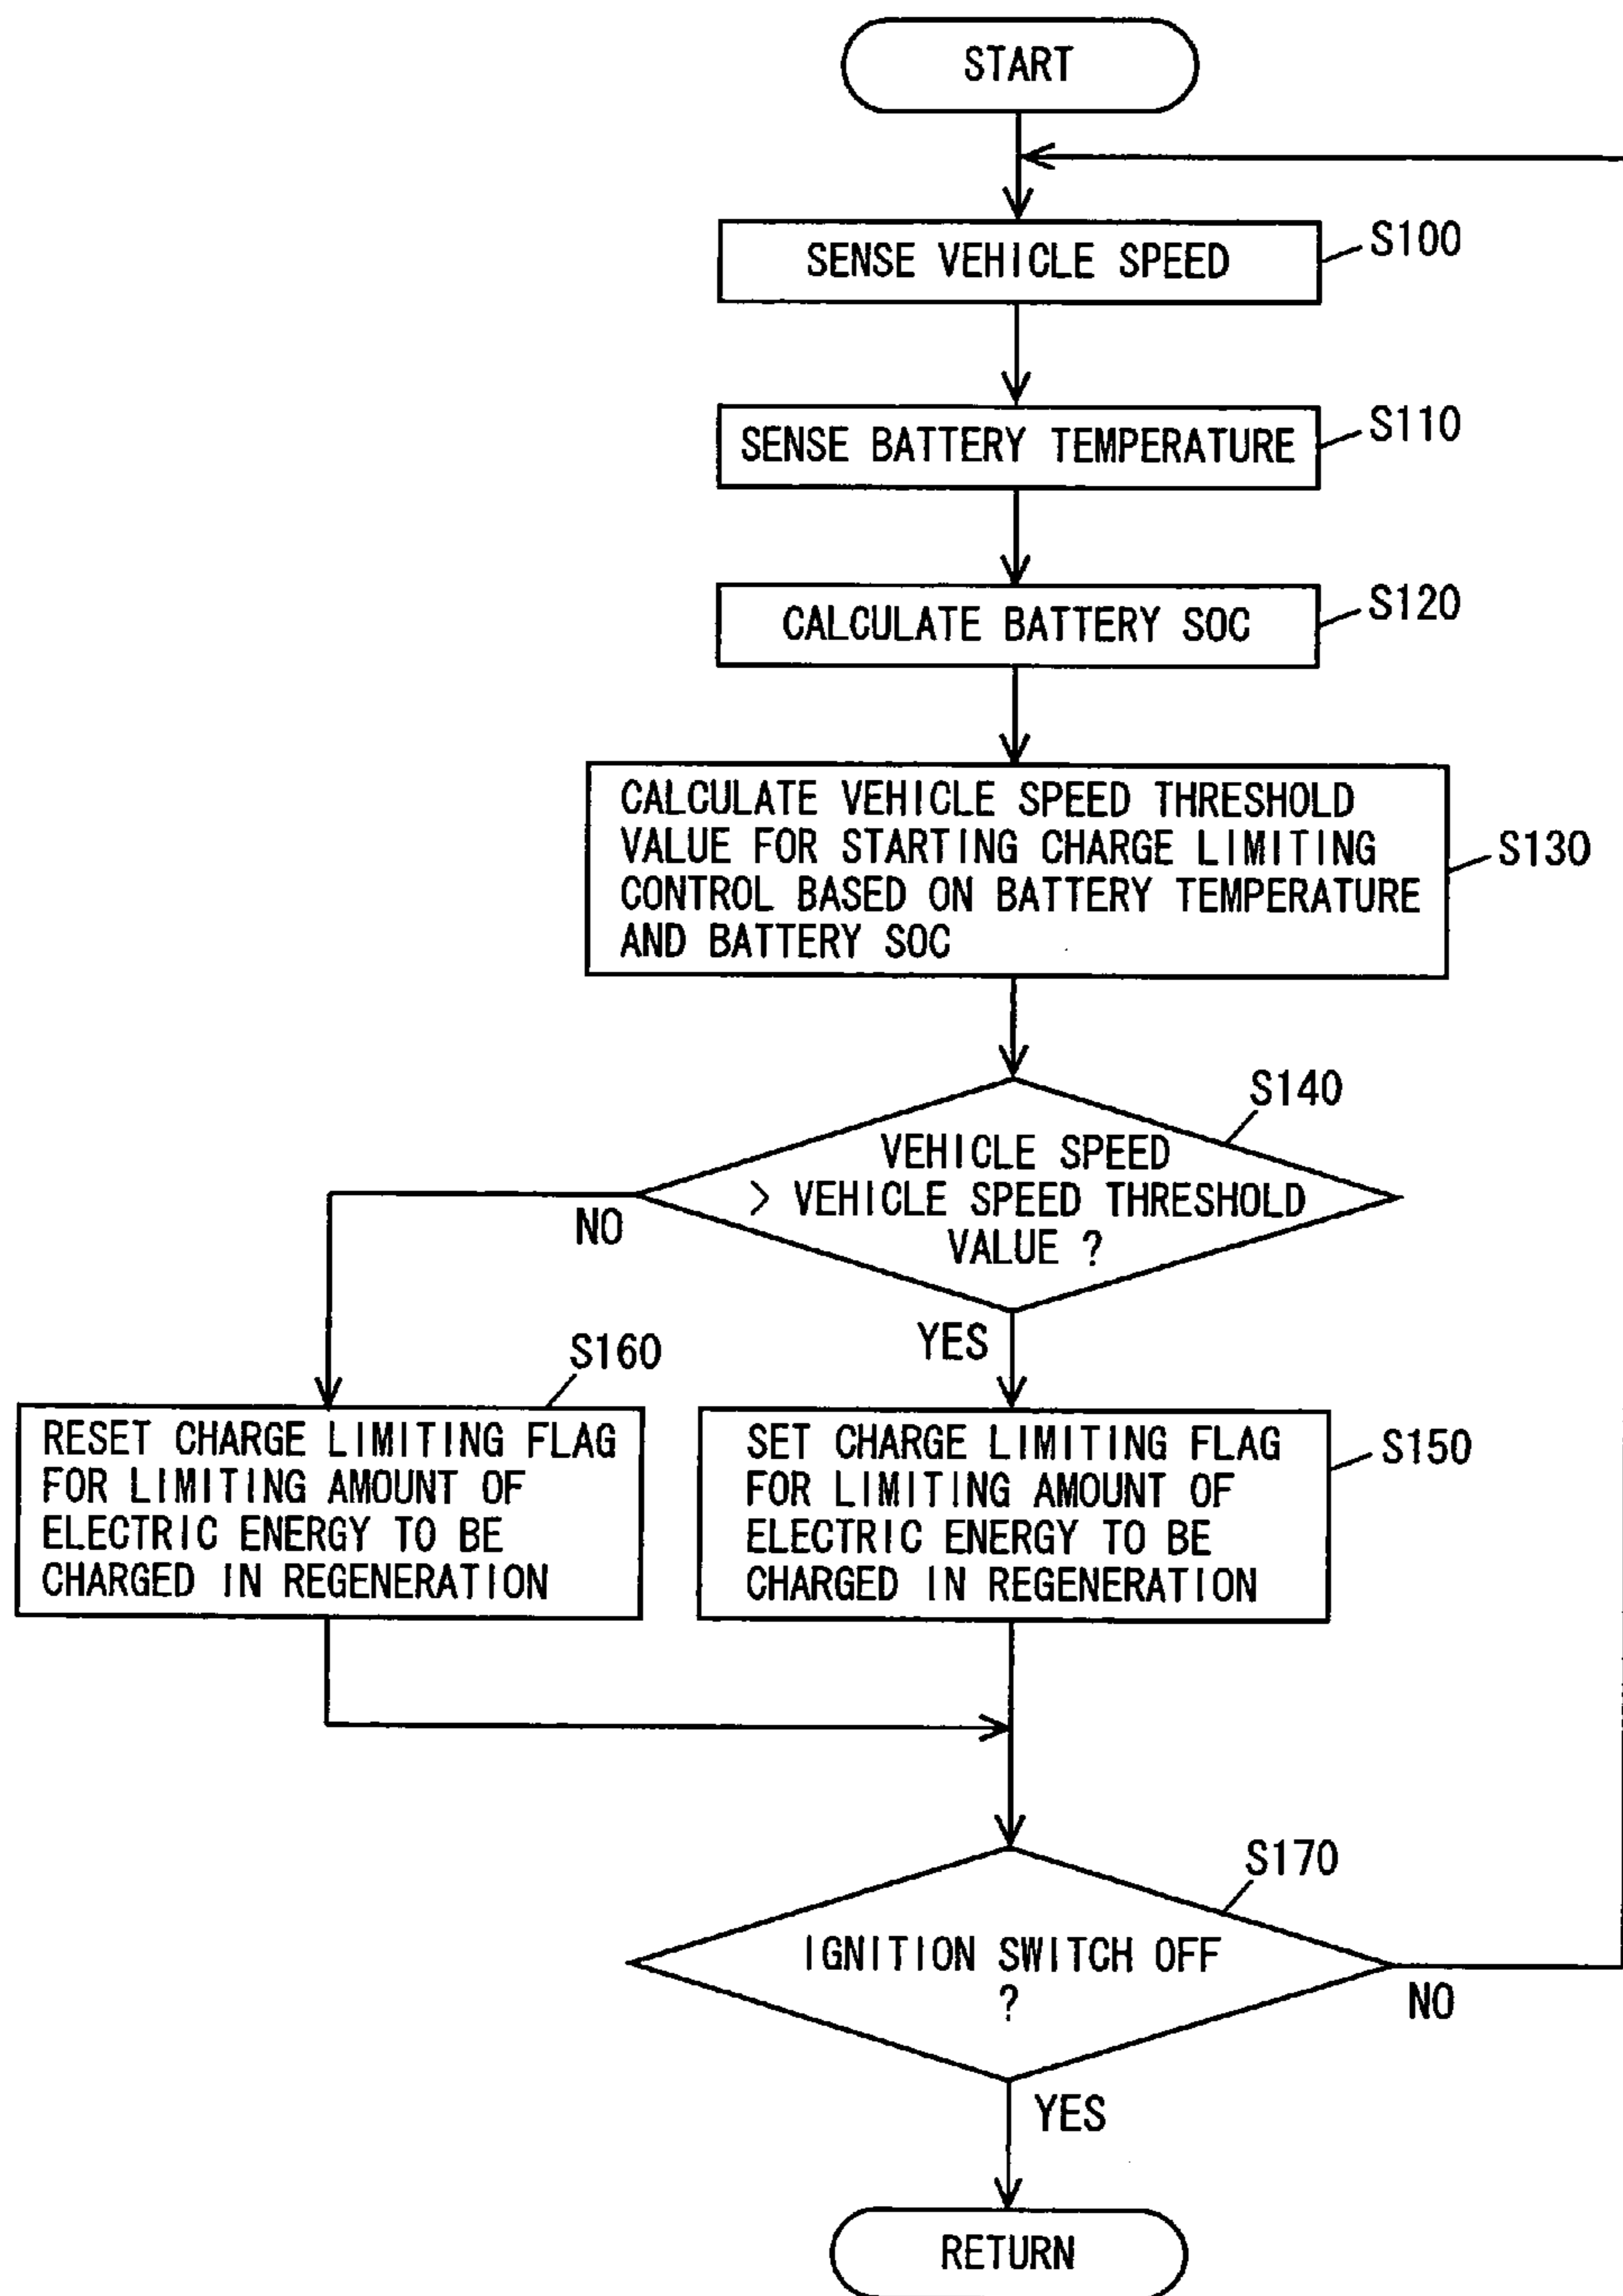 START
SENSE VEHICLE SPEED
S100
SENSE BATTERY TEMPERATURE
S110
CALCULATE BATTERY SOC
S120
CALCULATE VEHICLE SPEED THRESHOLD
VALUE FOR STARTING CHARGE LIMITING
CONTROL BASED ON BATTERY TEMPERATURE
AND BATTERY SOC
S130
S140
VEHICLE SPEED
> VEHICLE SPEED THRESHOLD
VALUE ?
NO
YES
S160
RESET CHARGE LIMITING FLAG
FOR LIMITING AMOUNT OF
ELECTRIC ENERGY TO BE
CHARGED IN REGENERATION
SET CHARGE LIMITING FLAG
FOR LIMITING AMOUNT OF
ELECTRIC ENERGY TO BE
CHARGED IN REGENERATION
S150
S170
IGNITION SWITCH OFF
?
NO
YES
RETURN